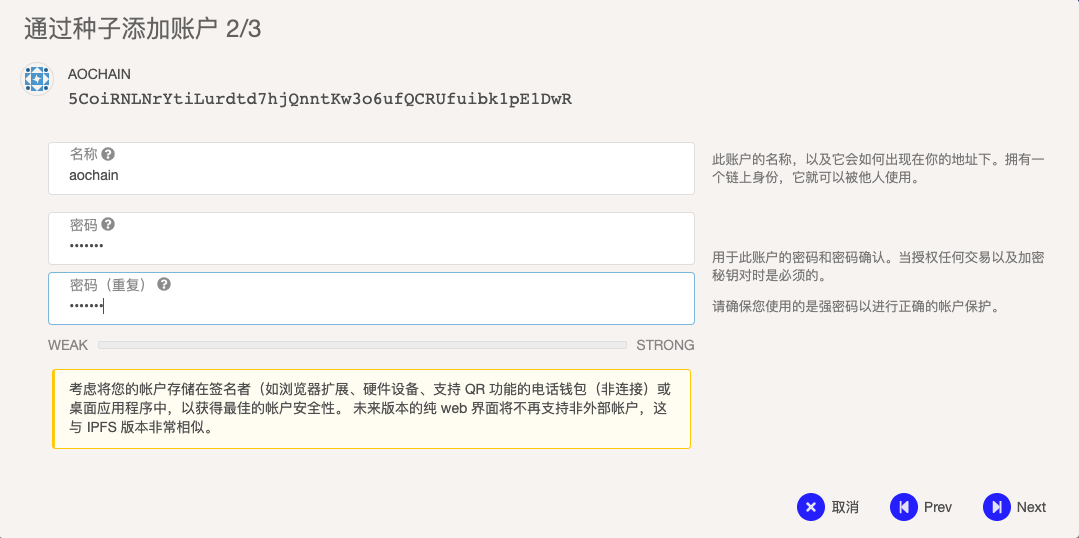 通过种子添加账户 2/3
AOCHAIN
5CoiRNLNrYtiLurdtd7hjQnntKw3o6ufQCRUfuibk1pE1DwR
名称
aochain
此账户的名称，以及它会如何出现在你的地址下。拥有一
个链上身份，它就可以被他人使用。
密码
•••••••
密码（重复）
•••••••
用于此账户的密码和密码确认。当授权任何交易以及加密
秘钥对时是必须的。
请确保您使用的是强密码以进行正确的帐户保护。
WEAK
STRONG
考虑将您的帐户存储在签名者（如浏览器扩展、硬件设备、支持 QR 功能的电话钱包（非连接）或
桌面应用程序中，以获得最佳的帐户安全性。 未来版本的纯 web 界面将不再支持非外部帐户，这
与 IPFS 版本非常相似。
取消
Prev
Next